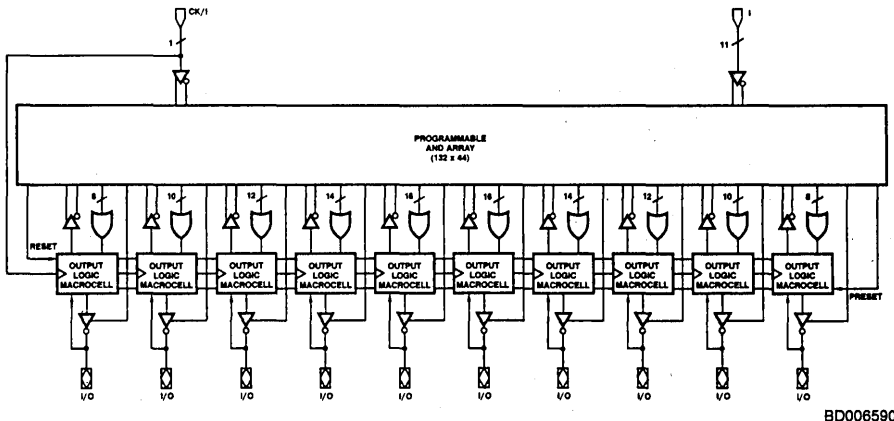 CK/I I
1 11
PROGRAMMABLE
AND ARRAY
(132 x 44)
8 10 12 14 16 16 14 12 10 8
RESET
OUTPUT LOGIC MACROCELL
OUTPUT LOGIC MACROCELL
OUTPUT LOGIC MACROCELL
OUTPUT LOGIC MACROCELL
OUTPUT LOGIC MACROCELL
OUTPUT LOGIC MACROCELL
OUTPUT LOGIC MACROCELL
OUTPUT LOGIC MACROCELL
OUTPUT LOGIC MACROCELL
OUTPUT LOGIC MACROCELL
PRESET
I/O I/O I/O I/O I/O I/O I/O I/O I/O I/O
BD006590